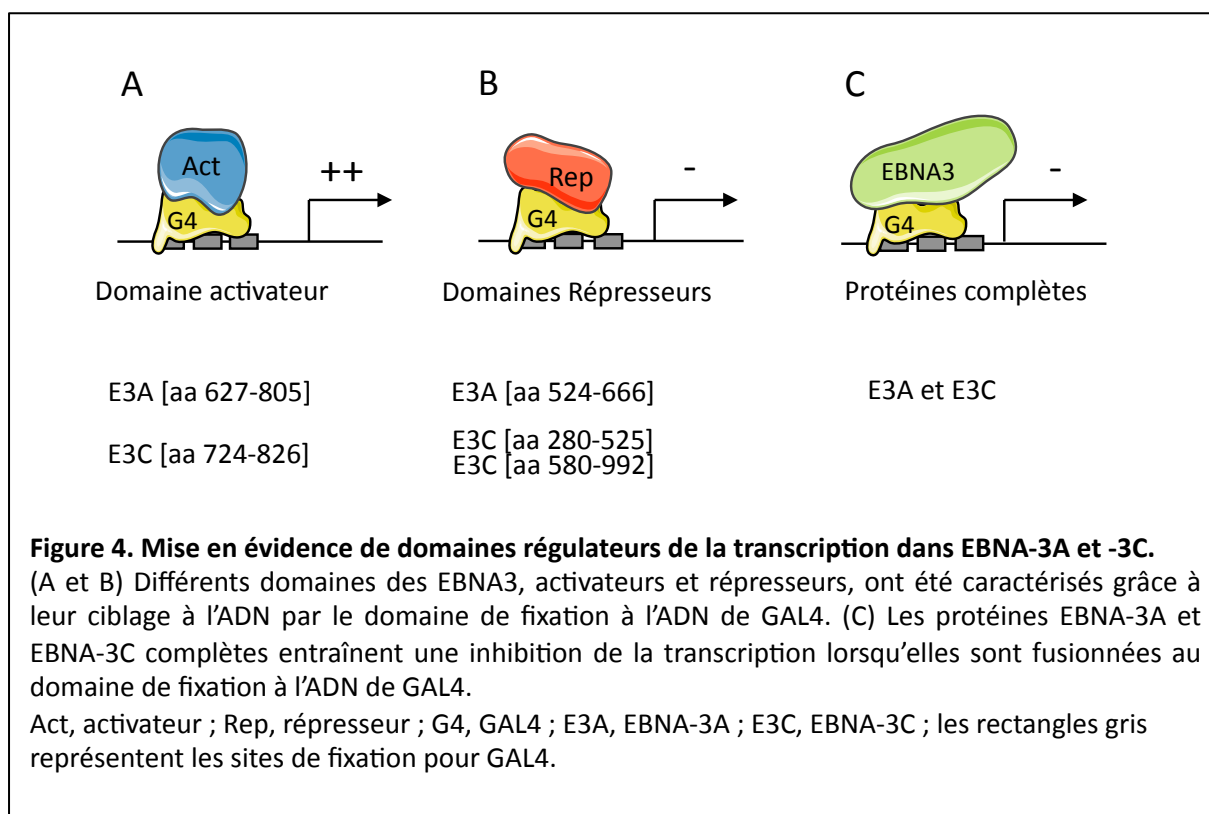 A
B
C
Act
G4
++
Rep
G4
-
EBNA3
G4
-
Domaine activateur
Domaines Répresseurs
Protéines complètes
E3A [aa 627-805]
E3A [aa 524-666]
E3A et E3C
E3C [aa 724-826]
E3C [aa 280-525]
E3C [aa 580-992]
Figure 4. Mise en évidence de domaines régulateurs de la transcription dans EBNA-3A et -3C.
(A et B) Différents domaines des EBNA3, activateurs et répresseurs, ont été caractérisés grâce à
leur ciblage à l'ADN par le domaine de fixation à l'ADN de GAL4. (C) Les protéines EBNA-3A et
EBNA-3C complètes entraînent une inhibition de la transcription lorsqu'elles sont fusionnées au
domaine de fixation à l'ADN de GAL4.
Act, activateur ; Rep, répresseur ; G4, GAL4 ; E3A, EBNA-3A ; E3C, EBNA-3C ; les rectangles gris
représentent les sites de fixation pour GAL4.